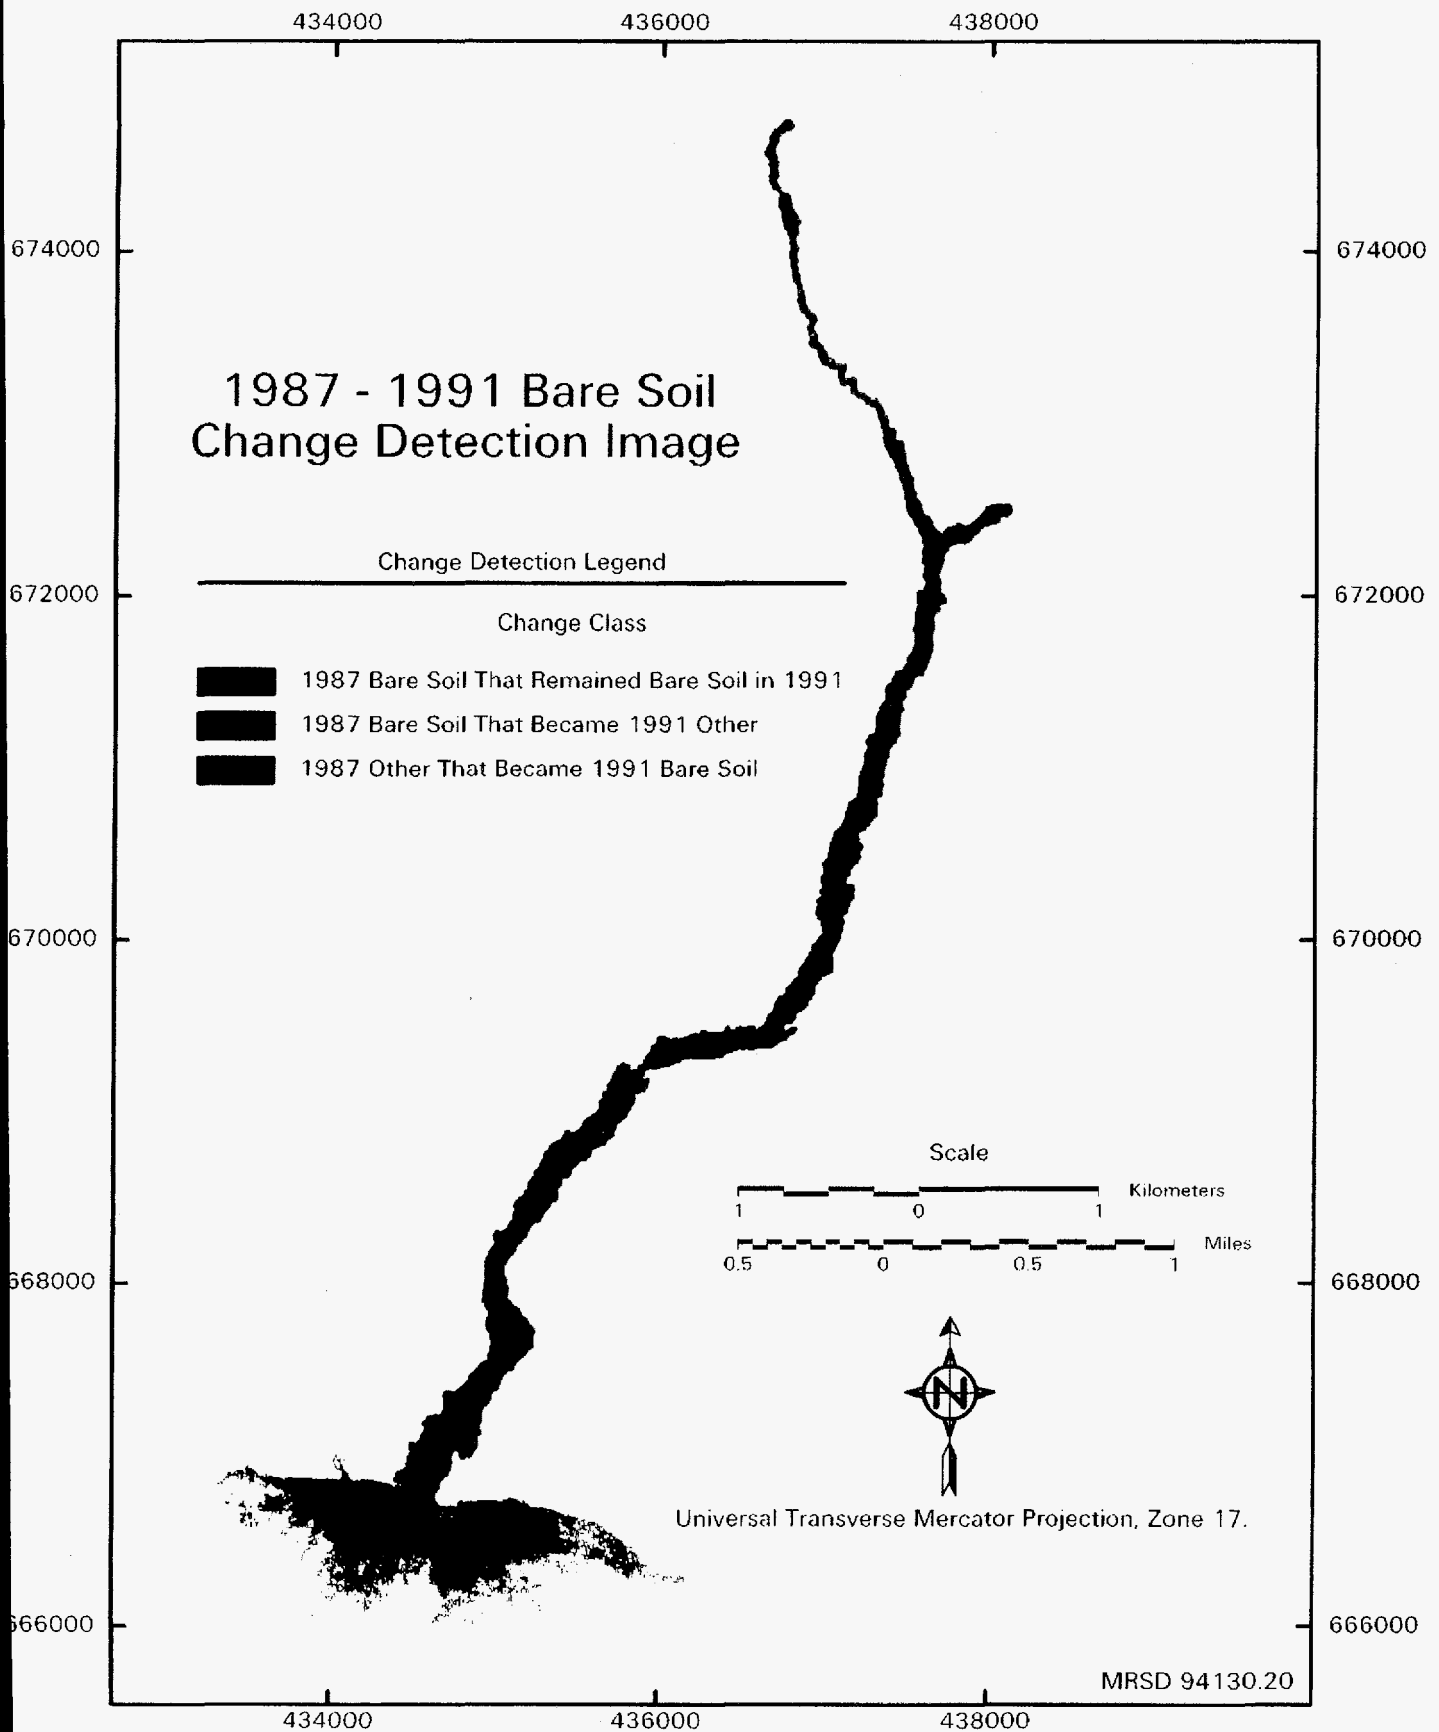 434000 436000 438000
674000 674000
1987 - 1991 Bare Soil
Change Detection Image
Change Detection Legend
672000 672000
Change Class
1987 Bare Soil That Remained Bare Soil in 1991
1987 Bare Soil That Became 1991 Other
1987 Other That Became 1991 Bare Soil
670000 670000
Scale
Kilometers
1 0 1
Miles
0.5 0 0.5 1
668000 668000
N
Universal Transverse Mercator Projection, Zone 17.
666000 666000
MRSD 94130.20
434000 436000 438000